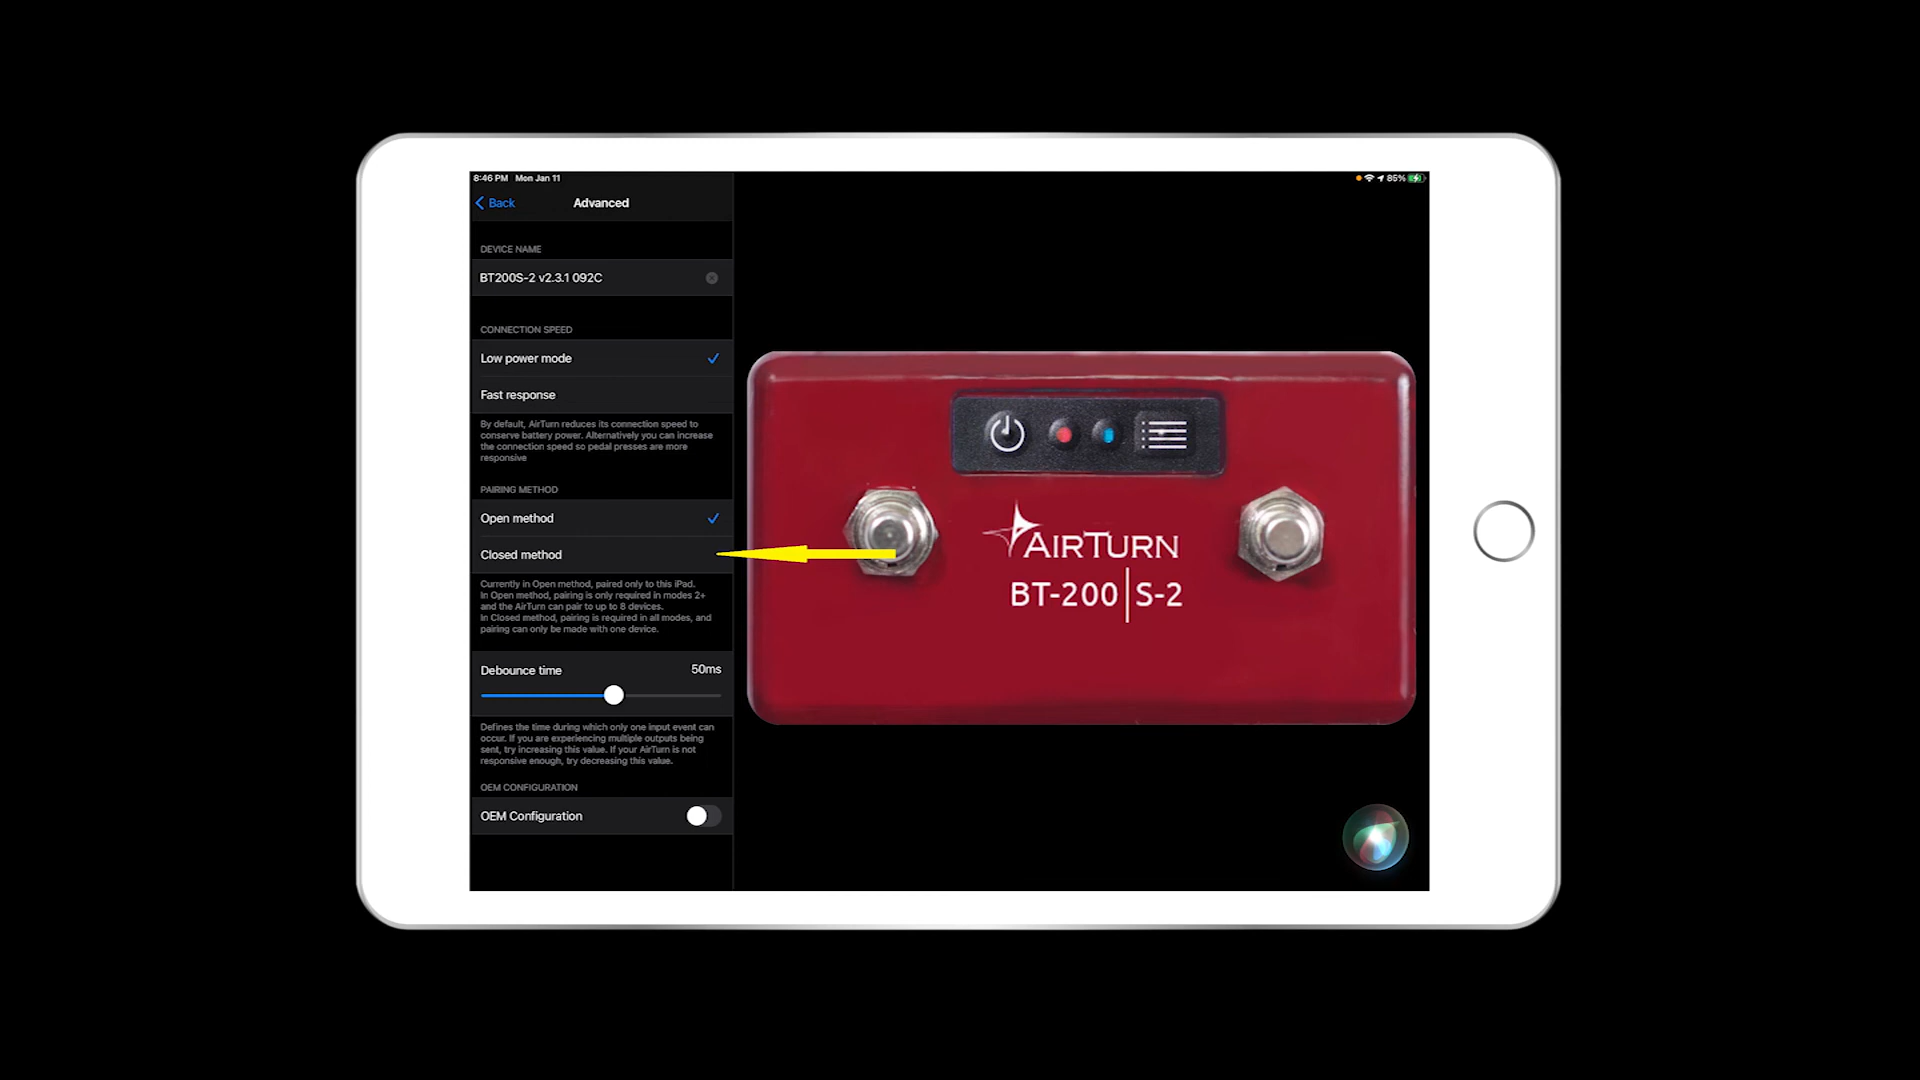 8:46 PM Mon Jan 11
85%
Back
Advanced
DEVICE NAME
BT200S-2 v2.3.1 092C
CONNECTION SPEED
Low power mode
Fast response
By default, AirTurn reduces its connection speed to
conserve battery power. Alternatively you can increase
the connection speed so pedal presses are more
responsive
PAIRING METHOD
Open method
Closed method
Currently in Open method, paired only to this iPad.
In Open method, pairing is only required in modes 2+
and the AirTurn can pair to up to 8 devices.
In Closed method, pairing is required in all modes, and
pairing can only be made with one device.
Debounce time 50ms
Defines the time during which only one input event can
occur. If you are experiencing multiple outputs being
sent, try increasing this value. If your AirTurn is not
responsive enough, try decreasing this value.
OEM CONFIGURATION
OEM Configuration
AIRTURN
BT-200|S-2